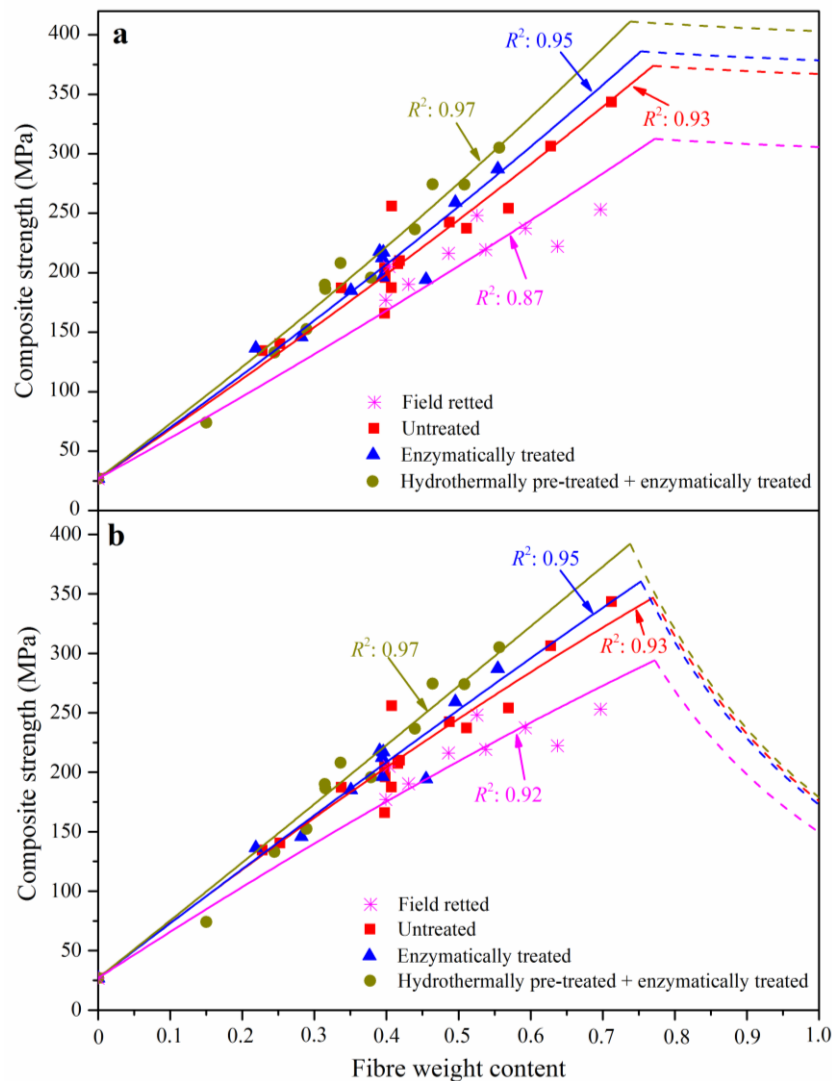 a
400
350
300
250
200
150
100
50
0
Composite strength (MPa)
R²: 0.95
R²: 0.97
R²: 0.93
R²: 0.87
Field retted
Untreated
Enzymatically treated
Hydrothermally pre-treated + enzymatically treated
b
400
350
300
250
200
150
100
50
0
Composite strength (MPa)
R²: 0.95
R²: 0.97
R²: 0.93
R²: 0.92
Field retted
Untreated
Enzymatically treated
Hydrothermally pre-treated + enzymatically treated
0 0.1 0.2 0.3 0.4 0.5 0.6 0.7 0.8 0.9 1.0
Fibre weight content